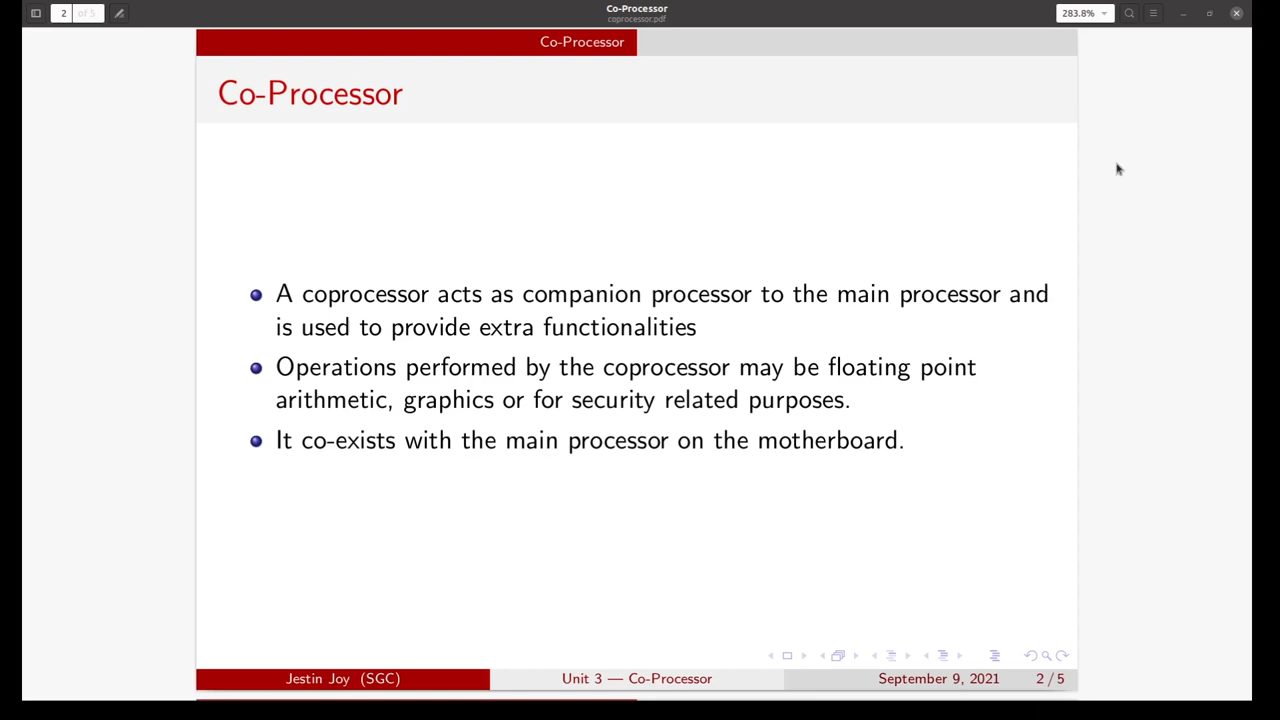 Co-Processor
coprocessor.pdf
2 of 5
283.8%
Co-Processor
Co-Processor
A coprocessor acts as companion processor to the main processor and
is used to provide extra functionalities
Operations performed by the coprocessor may be floating point
arithmetic, graphics or for security related purposes.
It co-exists with the main processor on the motherboard.
Jestin Joy (SGC)
Unit 3 — Co-Processor
September 9, 2021
2 / 5